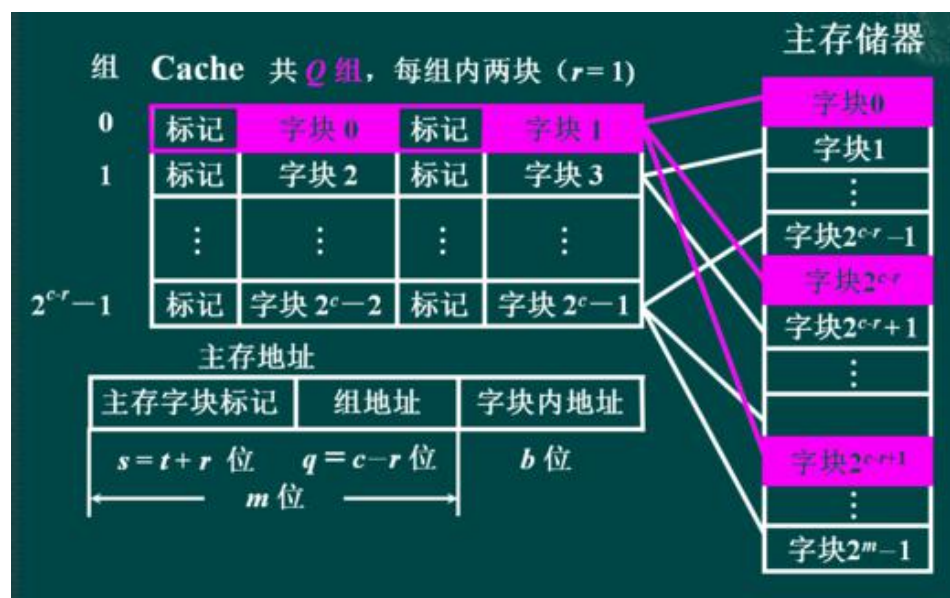 主存储器
组 Cache 共 Q 组，每组内两块（r = 1）
0 标记 字块 0 标记 字块 1
1 标记 字块 2 标记 字块 3
⋮ ⋮ ⋮ ⋮
2^{c-r}－1 标记 字块 2^c－2 标记 字块 2^c－1
字块0
字块1
⋮
字块2^{c-r}－1
字块2^{c-r}
字块2^{c-r}+1
⋮
字块2^{c-r+1}
⋮
字块2^m－1
主存地址
主存字块标记 组地址 字块内地址
s = t + r 位 q = c－r 位 b 位
m 位